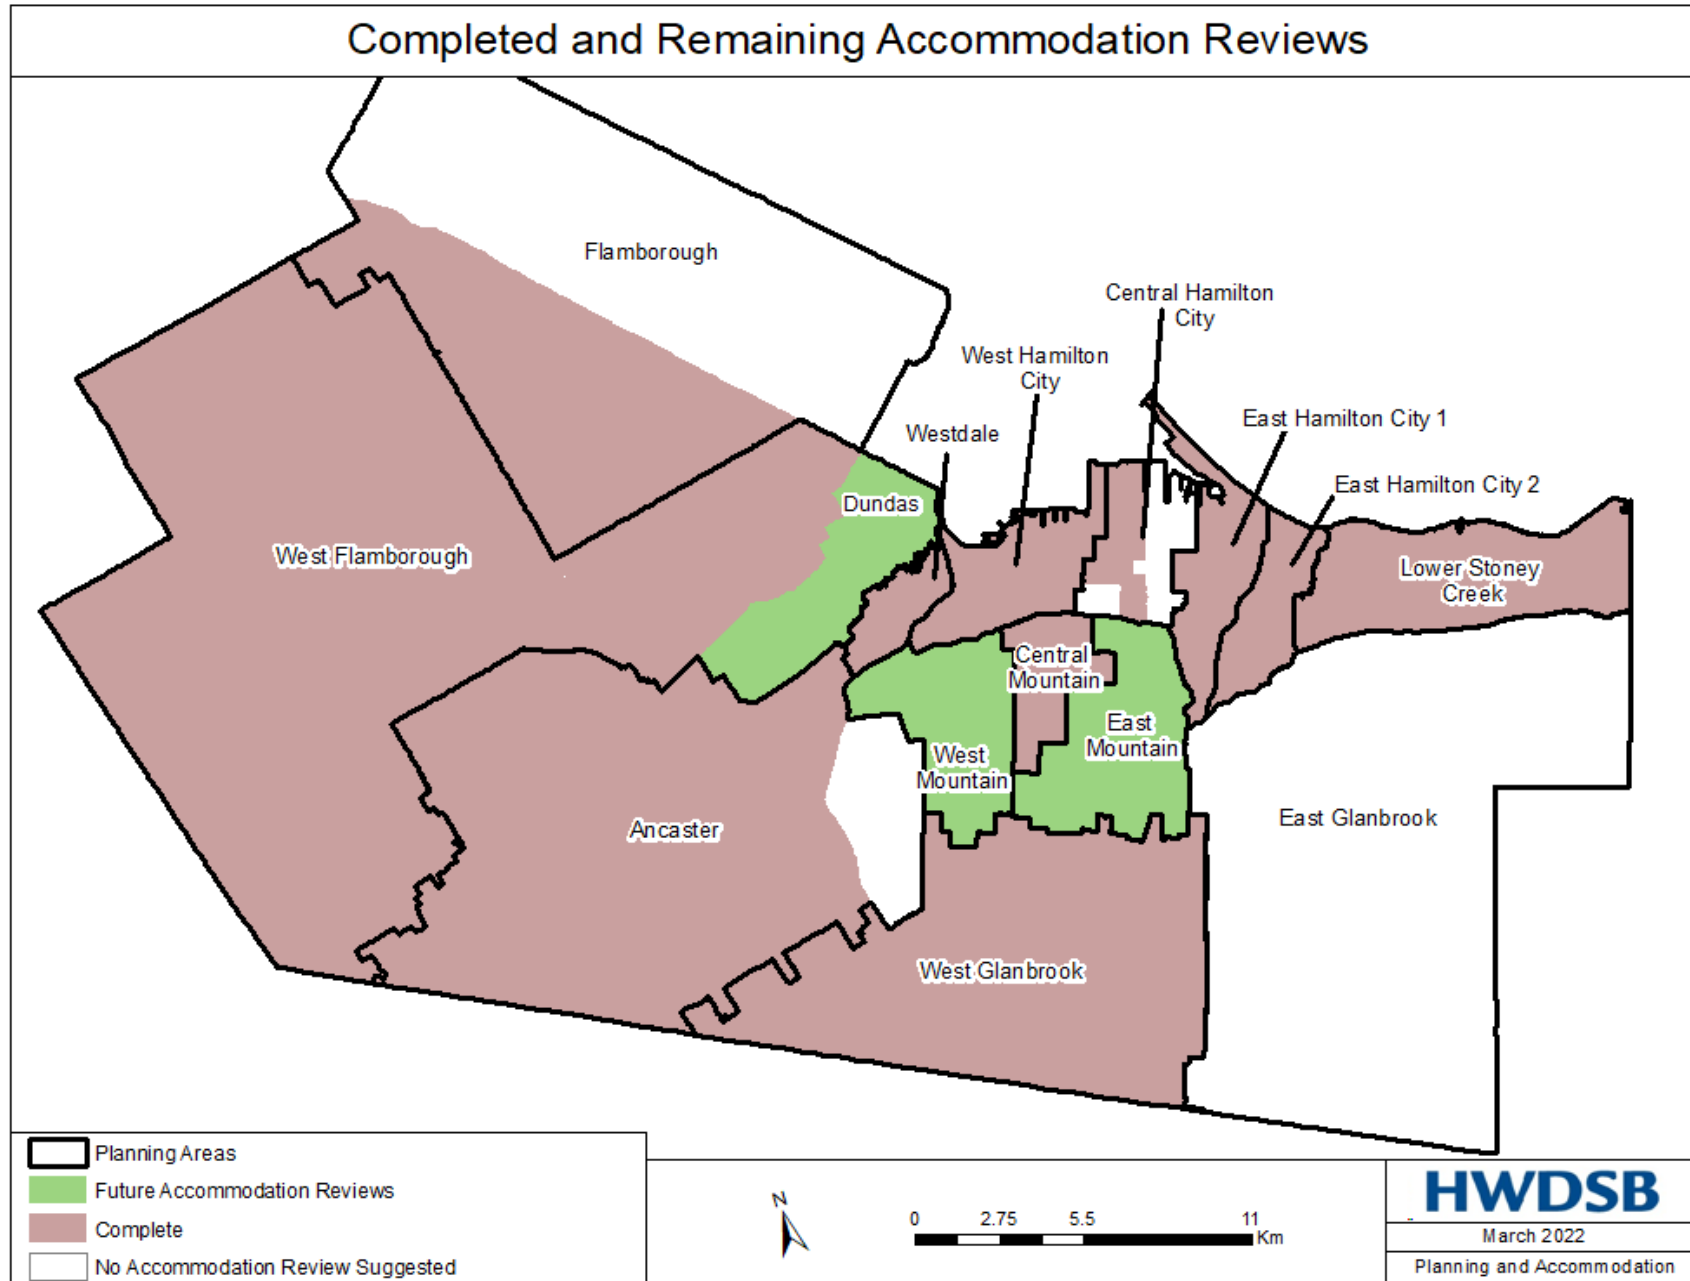 Completed and Remaining Accommodation Reviews
Flamborough
Central Hamilton
City
West Hamilton
City
East Hamilton City 1
Westdale
East Hamilton City 2
Dundas
West Flamborough
Lower Stoney
Creek
Central
Mountain
East
Mountain
West
Mountain
East Glanbrook
Ancaster
West Glanbrook
Planning Areas
Future Accommodation Reviews
Complete
No Accommodation Review Suggested
N
0 2.75 5.5 11
Km
HWDSB
March 2022
Planning and Accommodation